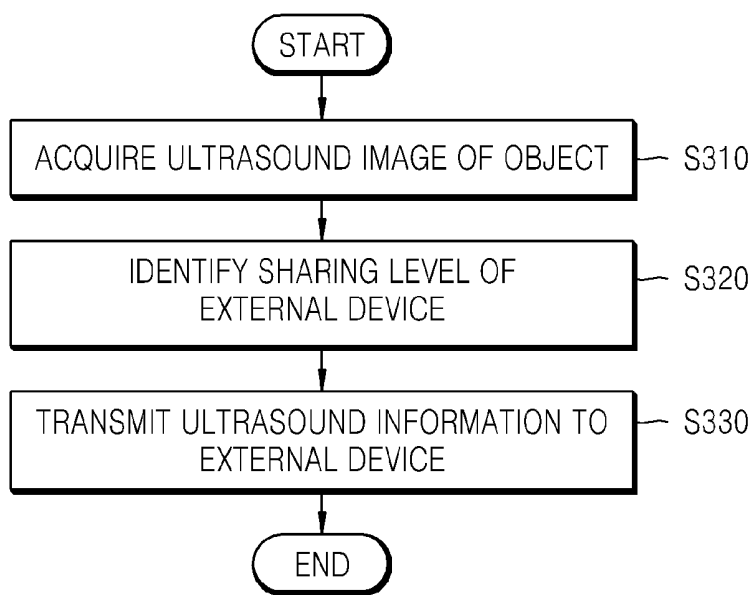 START
ACQUIRE ULTRASOUND IMAGE OF OBJECT
S310
IDENTIFY SHARING LEVEL OF
EXTERNAL DEVICE
S320
TRANSMIT ULTRASOUND INFORMATION TO
EXTERNAL DEVICE
S330
END